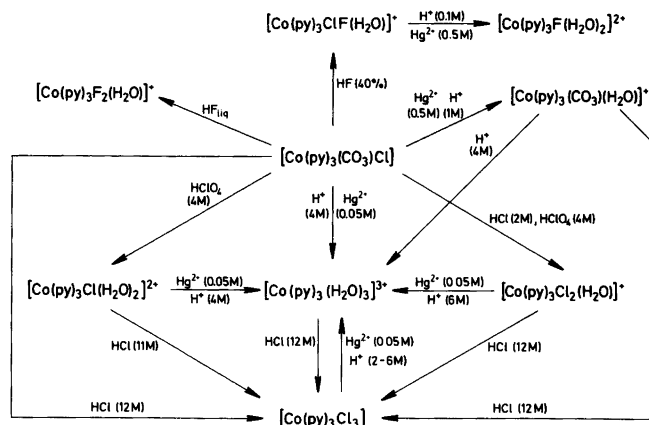 [Co(py)₃ClF(H₂O)]⁺ H⁺ (0.1M) [Co(py)₃F(H₂O)₂]²⁺
Hg²⁺ (0.5M)
[Co(py)₃F₂(H₂O)]⁺ HF (40%) Hg²⁺ H⁺ [Co(py)₃(CO₃)(H₂O)]⁺
HF liq (0.5M) (1M)
H⁺
(4M)
[Co(py)₃(CO₃)Cl]
HClO₄
(4M)
H⁺ Hg²⁺
(4M) (0.05M)
HCl (2M), HClO₄ (4M)
[Co(py)₃Cl(H₂O)₂]²⁺ Hg²⁺ (0.05M) [Co(py)₃(H₂O)₃]³⁺ Hg²⁺ (0.05M) [Co(py)₃Cl₂(H₂O)]⁺
H⁺ (4M) H⁺ (6M)
HCl (11M) HCl (12M) Hg²⁺ (0.05M) HCl (12M)
H⁺ (2-6M)
HCl (12M) [Co(py)₃Cl₃] HCl (12M)